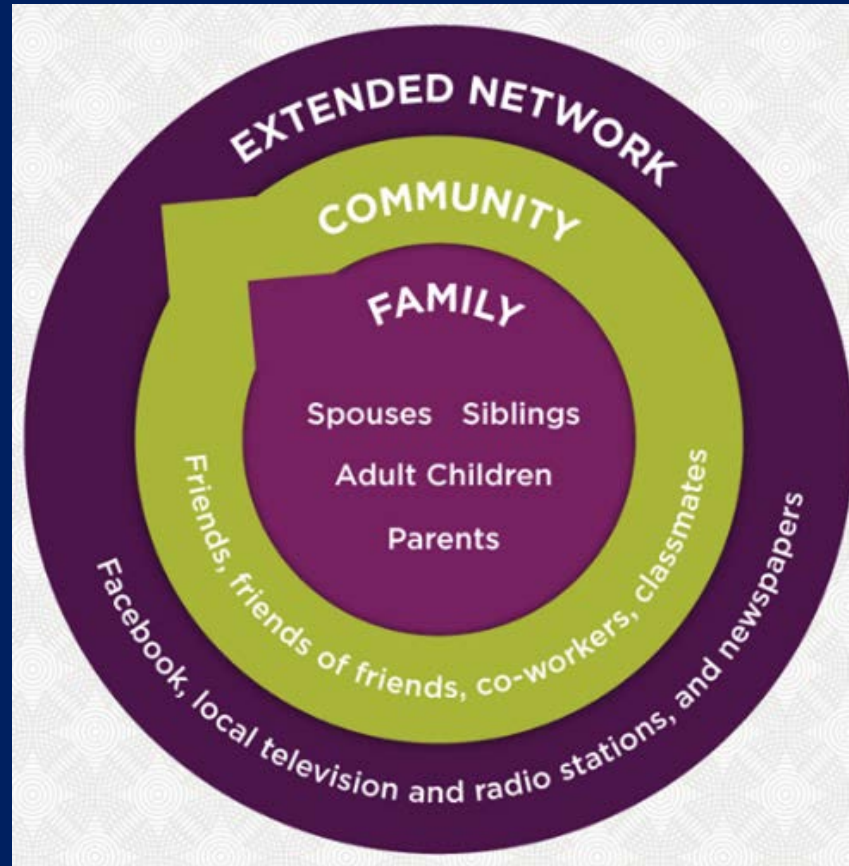 EXTENDED NETWORK
COMMUNITY
FAMILY
Spouses Siblings
Adult Children
Parents
Friends, friends of friends, co-workers, classmates
Facebook, local television and radio stations, and newspapers